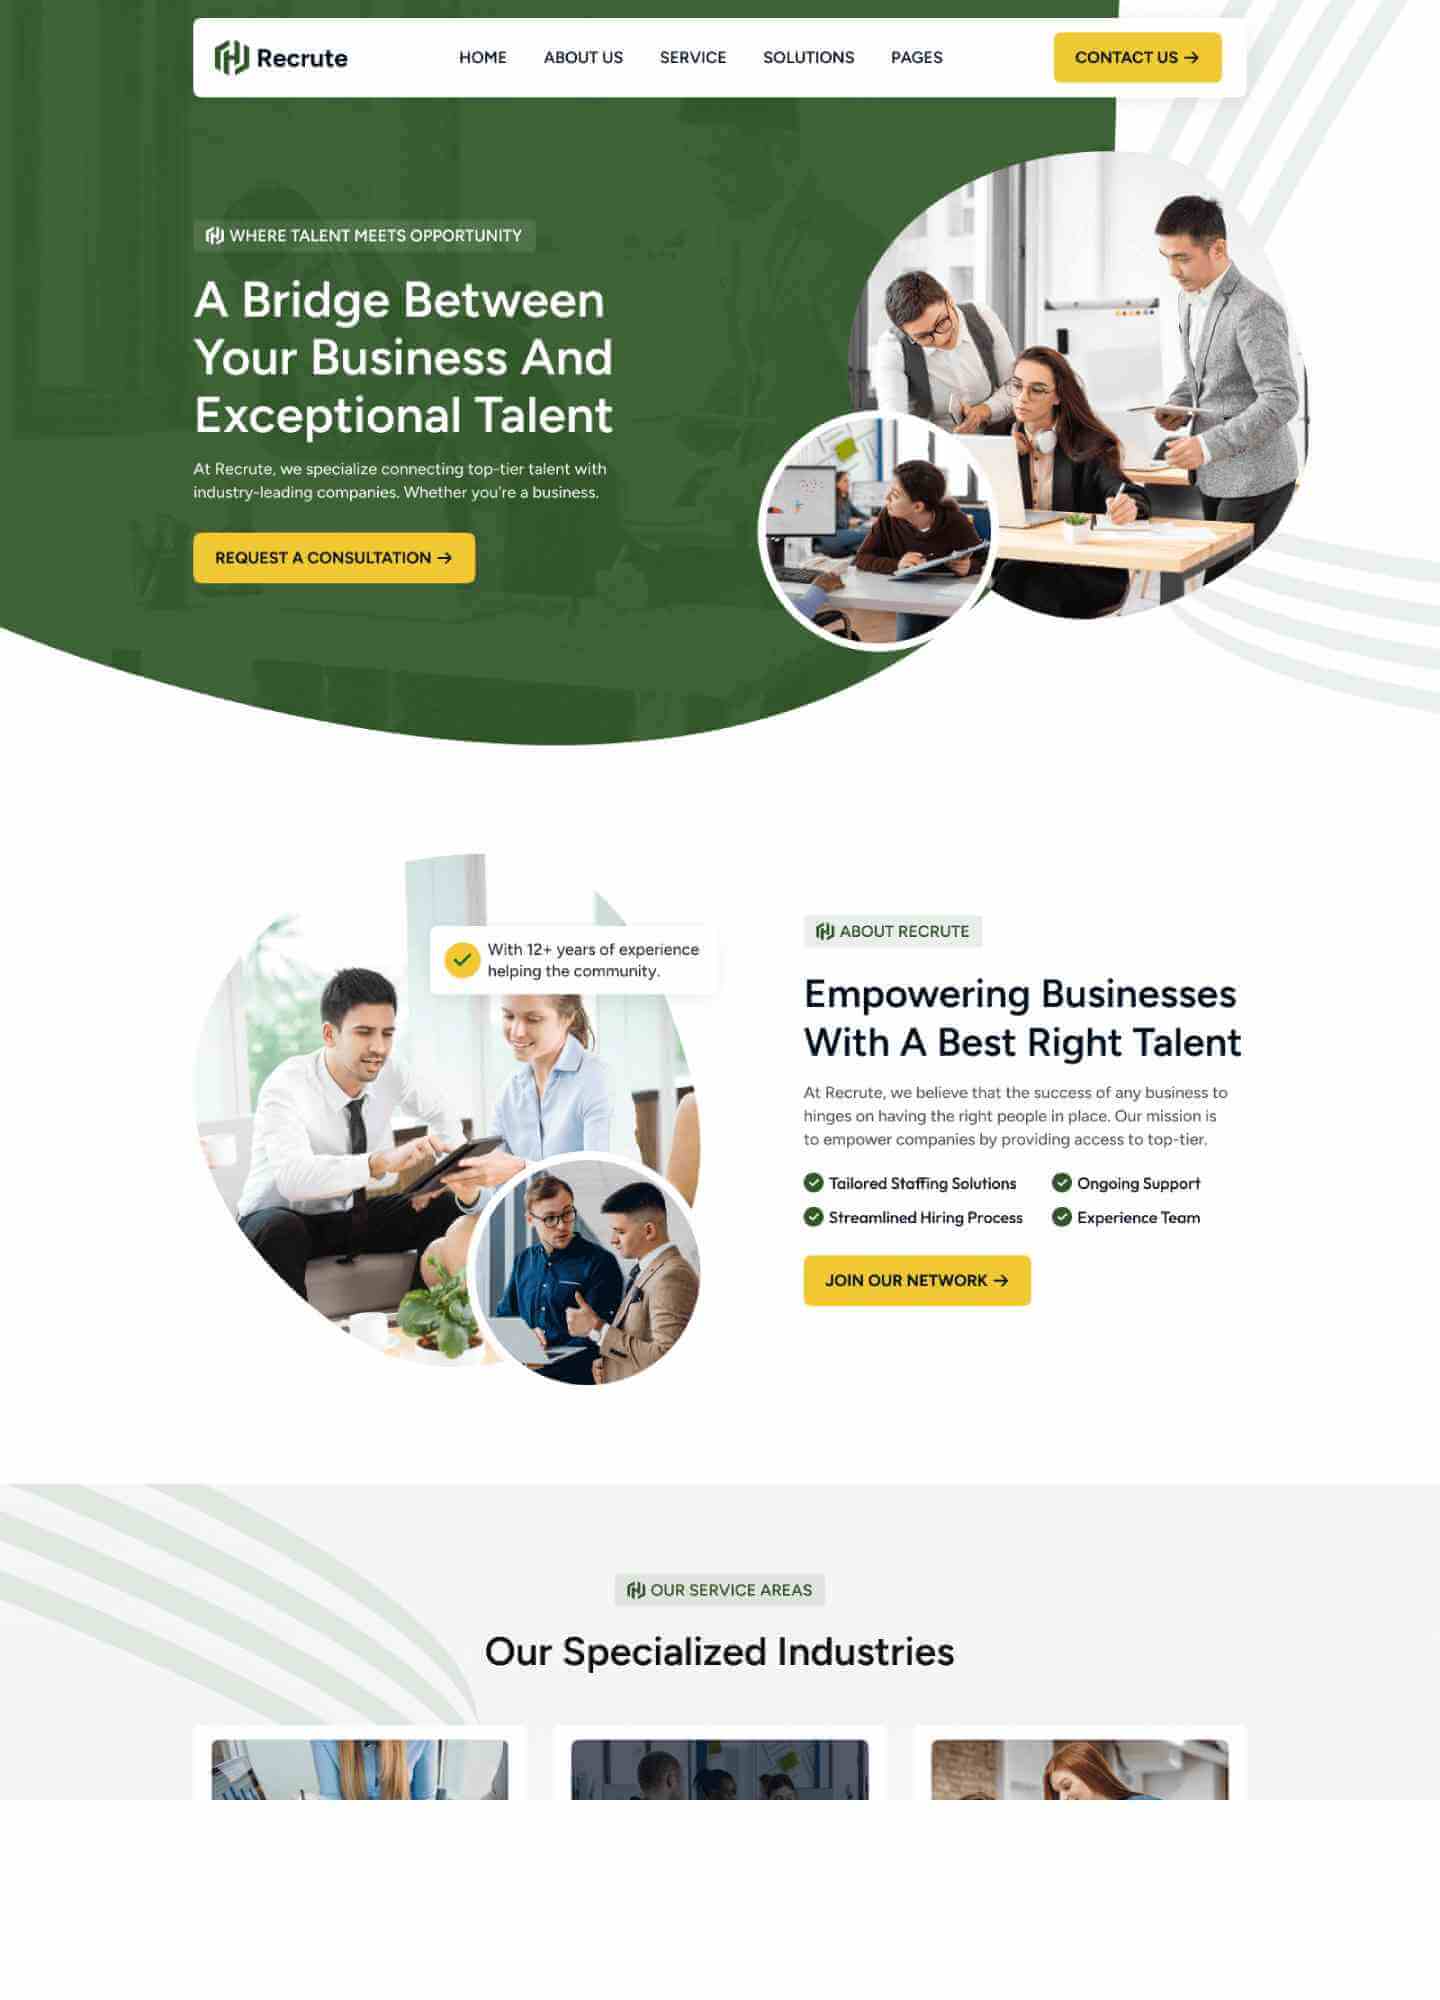 Recrute
HOME ABOUT US SERVICE SOLUTIONS PAGES
CONTACT US →
WHERE TALENT MEETS OPPORTUNITY
A Bridge Between
Your Business And
Exceptional Talent
At Recrute, we specialize connecting top-tier talent with
industry-leading companies. Whether you're a business.
REQUEST A CONSULTATION →
With 12+ years of experience
helping the community.
ABOUT RECRUTE
Empowering Businesses
With A Best Right Talent
At Recrute, we believe that the success of any business to
hinges on having the right people in place. Our mission is
to empower companies by providing access to top-tier.
Tailored Staffing Solutions
Ongoing Support
Streamlined Hiring Process
Experience Team
JOIN OUR NETWORK →
OUR SERVICE AREAS
Our Specialized Industries